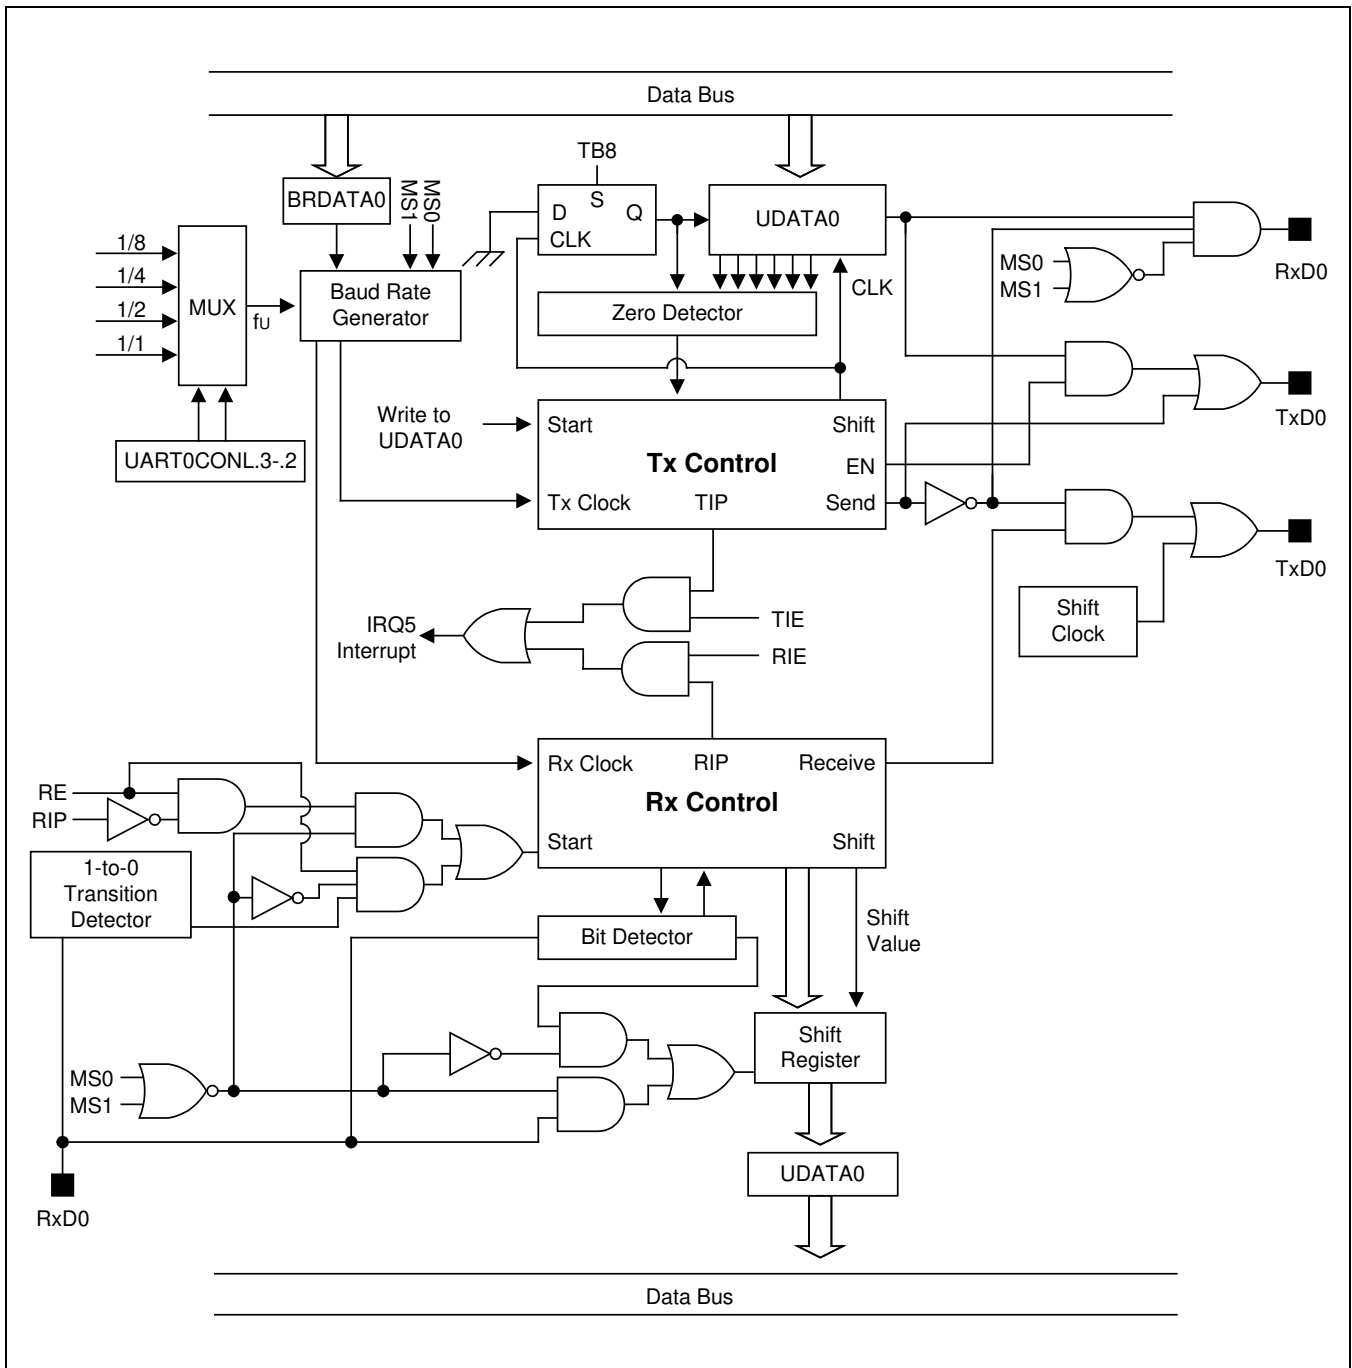 Data Bus
TB8
BRDATA0
MS1
MS0
D
S
Q
CLK
UDATA0
1/8
1/4
1/2
1/1
MUX
fU
Baud Rate
Generator
Zero Detector
CLK
MS0
MS1
RxD0
UART0CONL.3-.2
Write to
UDATA0
Start
Shift
Tx Control
EN
Tx Clock
TIP
Send
TxD0
TxD0
Shift
Clock
IRQ5
Interrupt
TIE
RIE
Rx Clock
RIP
Receive
Rx Control
Start
Shift
RE
RIP
1-to-0
Transition
Detector
Bit Detector
Shift
Value
Shift
Register
MS0
MS1
UDATA0
RxD0
Data Bus